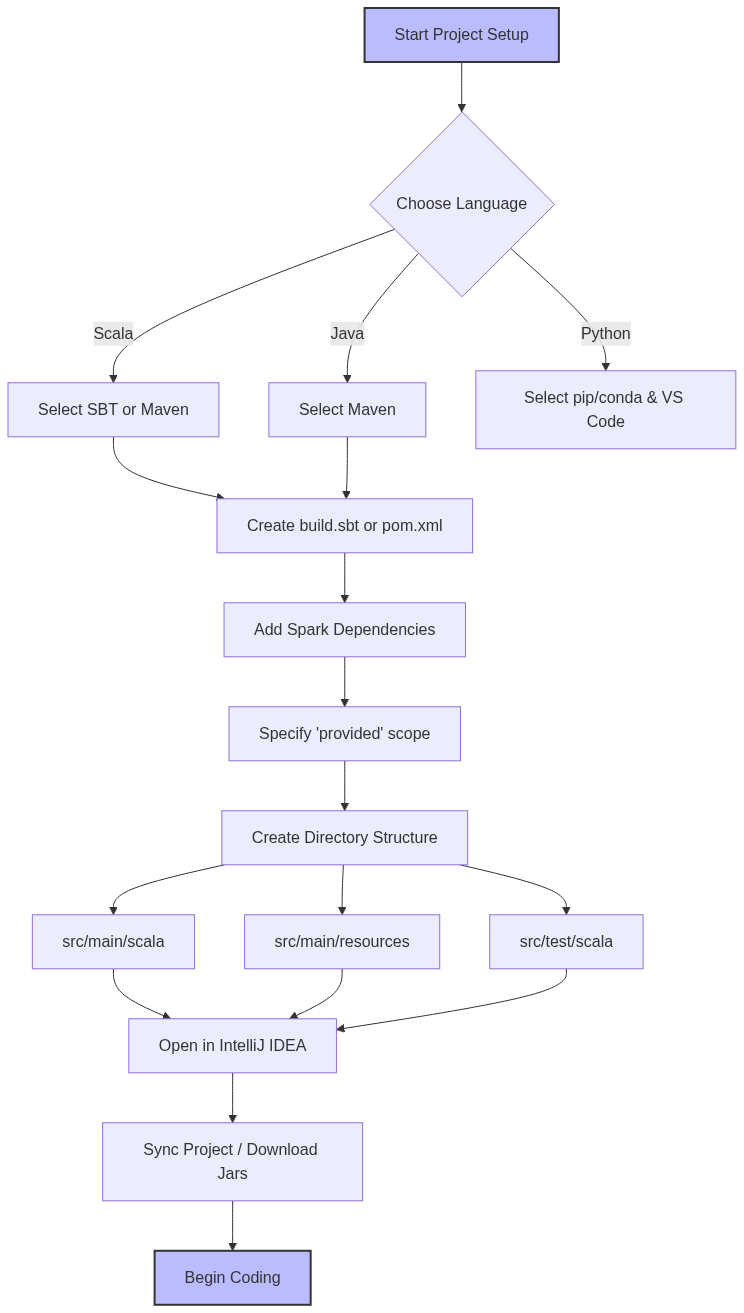 Start Project Setup
Choose Language
Scala
Java
Python
Select SBT or Maven
Select Maven
Select pip/conda & VS
Code
Create build.sbt or pom.xml
Add Spark Dependencies
Specify 'provided' scope
Create Directory Structure
src/main/scala
src/main/resources
src/test/scala
Open in IntelliJ IDEA
Sync Project / Download
Jars
Begin Coding